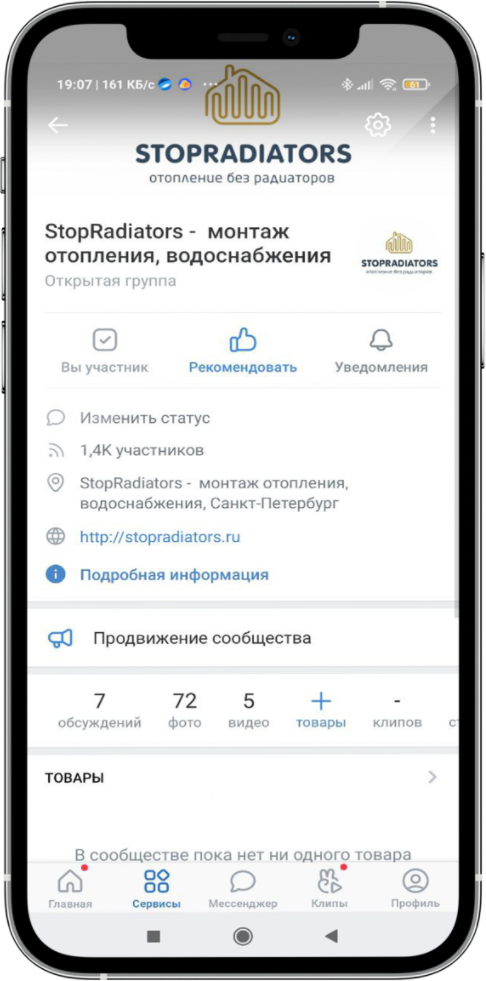 19:07 | 161 КБ/с ...
61
STOPRADIATORS
отопление без радиаторов
StopRadiators - монтаж
отопления, водоснабжения
STOPRADIATORS
отопление без радиаторов
Открытая группа
Вы участник
Рекомендовать
Уведомления
Изменить статус
1,4K участников
StopRadiators - монтаж отопления,
водоснабжения, Санкт-Петербург
http://stopradiators.ru
Подробная информация
Продвижение сообщества
7 72 5 + -
обсуждений фото видео товары клипов
ТОВАРЫ
В сообществе пока нет ни одного товара
Главная Сервисы Мессенджер Клипы Профиль